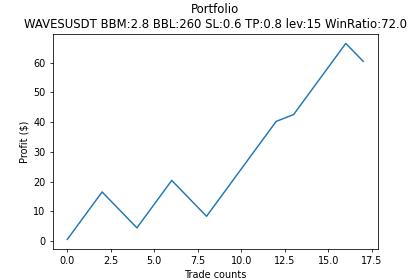 Portfolio
WAVESUSDT BBM:2.8 BBL:260 SL:0.6 TP:0.8 lev:15 WinRatio:72.0
Profit ($)
60
50
40
30
20
10
0
0.0 2.5 5.0 7.5 10.0 12.5 15.0 17.5
Trade counts